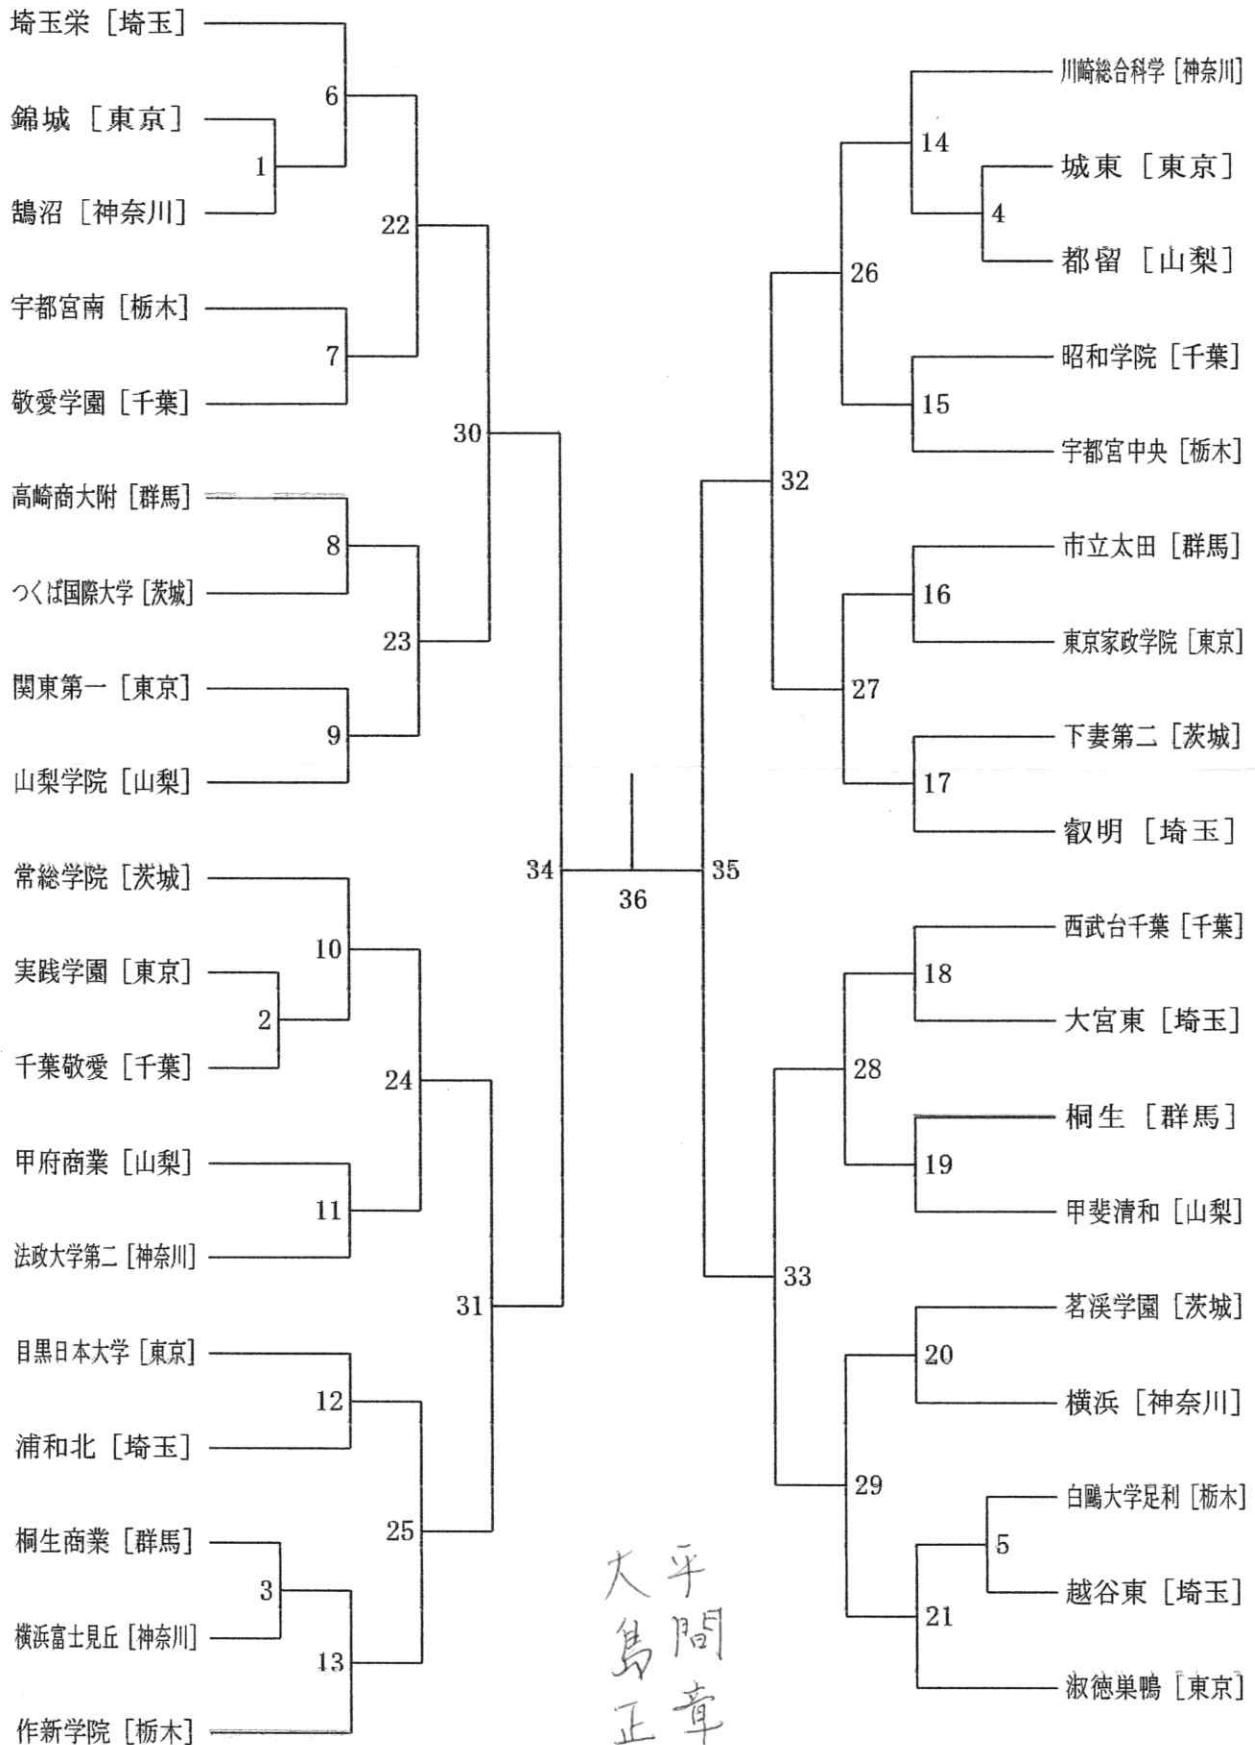 埼玉栄［埼玉］
錦城［東京］
鵠沼［神奈川］
宇都宮南［栃木］
敬愛学園［千葉］
高崎商大附［群馬］
つくば国際大学［茨城］
関東第一［東京］
山梨学院［山梨］
常総学院［茨城］
実践学園［東京］
千葉敬愛［千葉］
甲府商業［山梨］
法政大学第二［神奈川］
目黒日本大学［東京］
浦和北［埼玉］
桐生商業［群馬］
横浜富士見丘［神奈川］
作新学院［栃木］
1
2
3
6
7
8
9
10
11
12
13
22
23
24
25
30
31
34
36
35
32
33
26
27
28
29
14
15
16
17
18
19
20
21
4
5
川崎総合科学［神奈川］
城東［東京］
都留［山梨］
昭和学院［千葉］
宇都宮中央［栃木］
市立太田［群馬］
東京家政学院［東京］
下妻第二［茨城］
叡明［埼玉］
西武台千葉［千葉］
大宮東［埼玉］
桐生［群馬］
甲斐清和［山梨］
茗溪学園［茨城］
横浜［神奈川］
白鷗大学足利［栃木］
越谷東［埼玉］
淑徳巣鴨［東京］
平間章
大島正